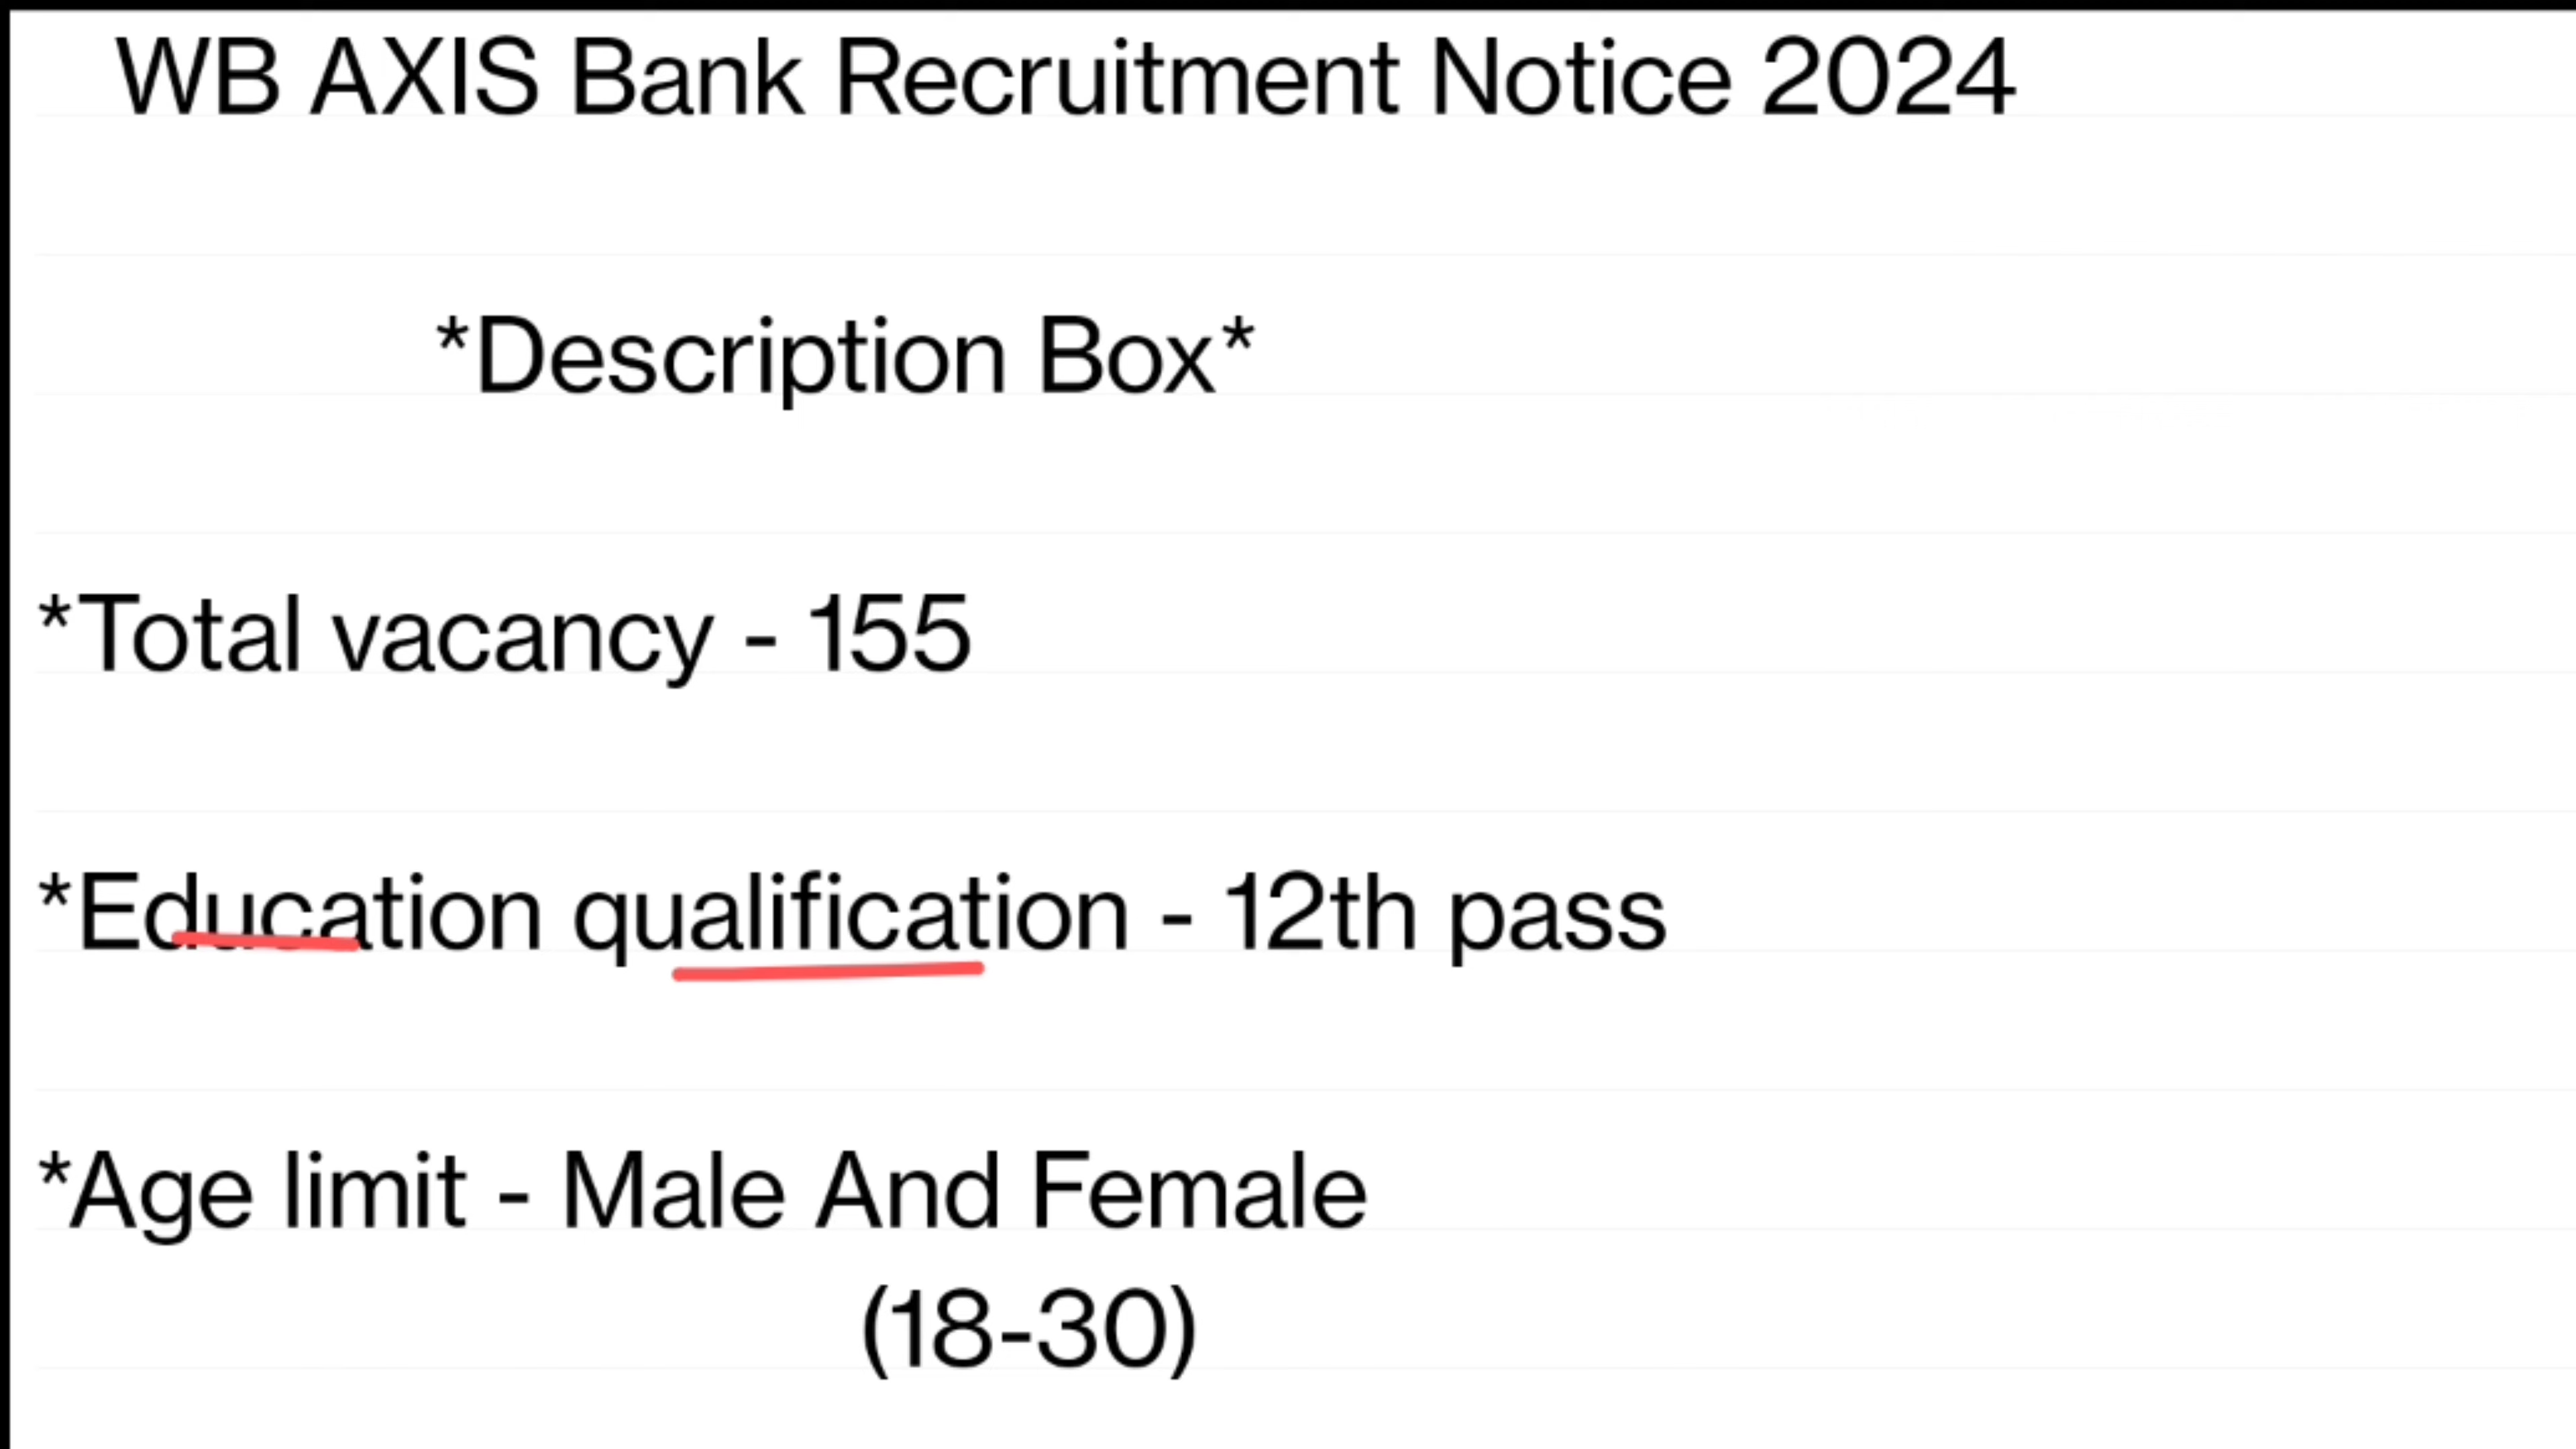 WB AXIS Bank Recruitment Notice 2024
*Description Box*
*Total vacancy - 155
*Education qualification - 12th pass
*Age limit - Male And Female
(18-30)